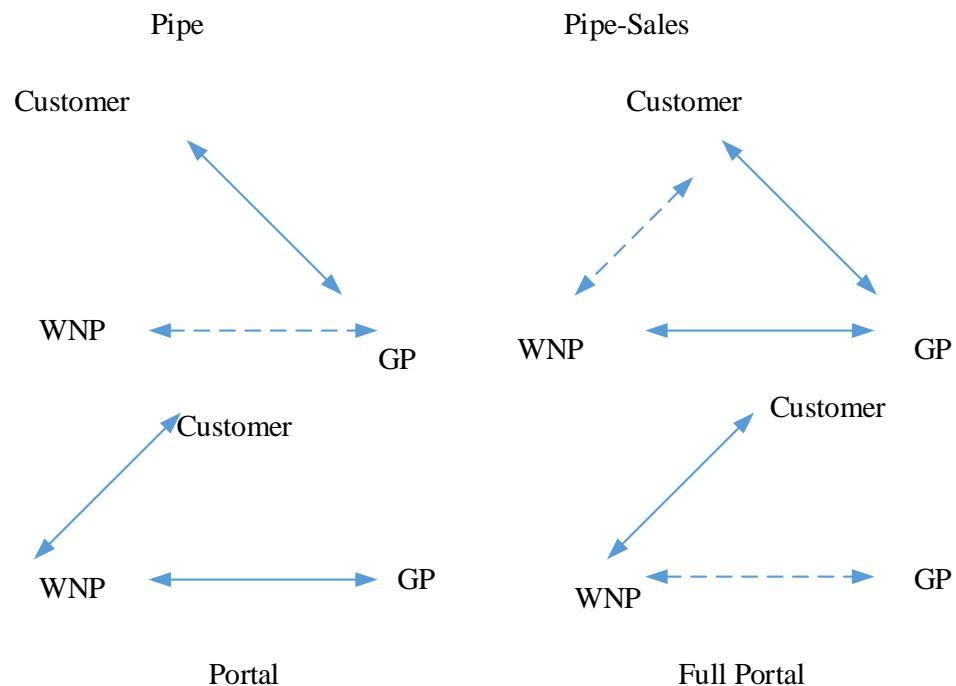 Pipe
Pipe-Sales
Customer
Customer
WNP
GP
WNP
GP
Customer
Customer
WNP
GP
WNP
GP
Portal
Full Portal